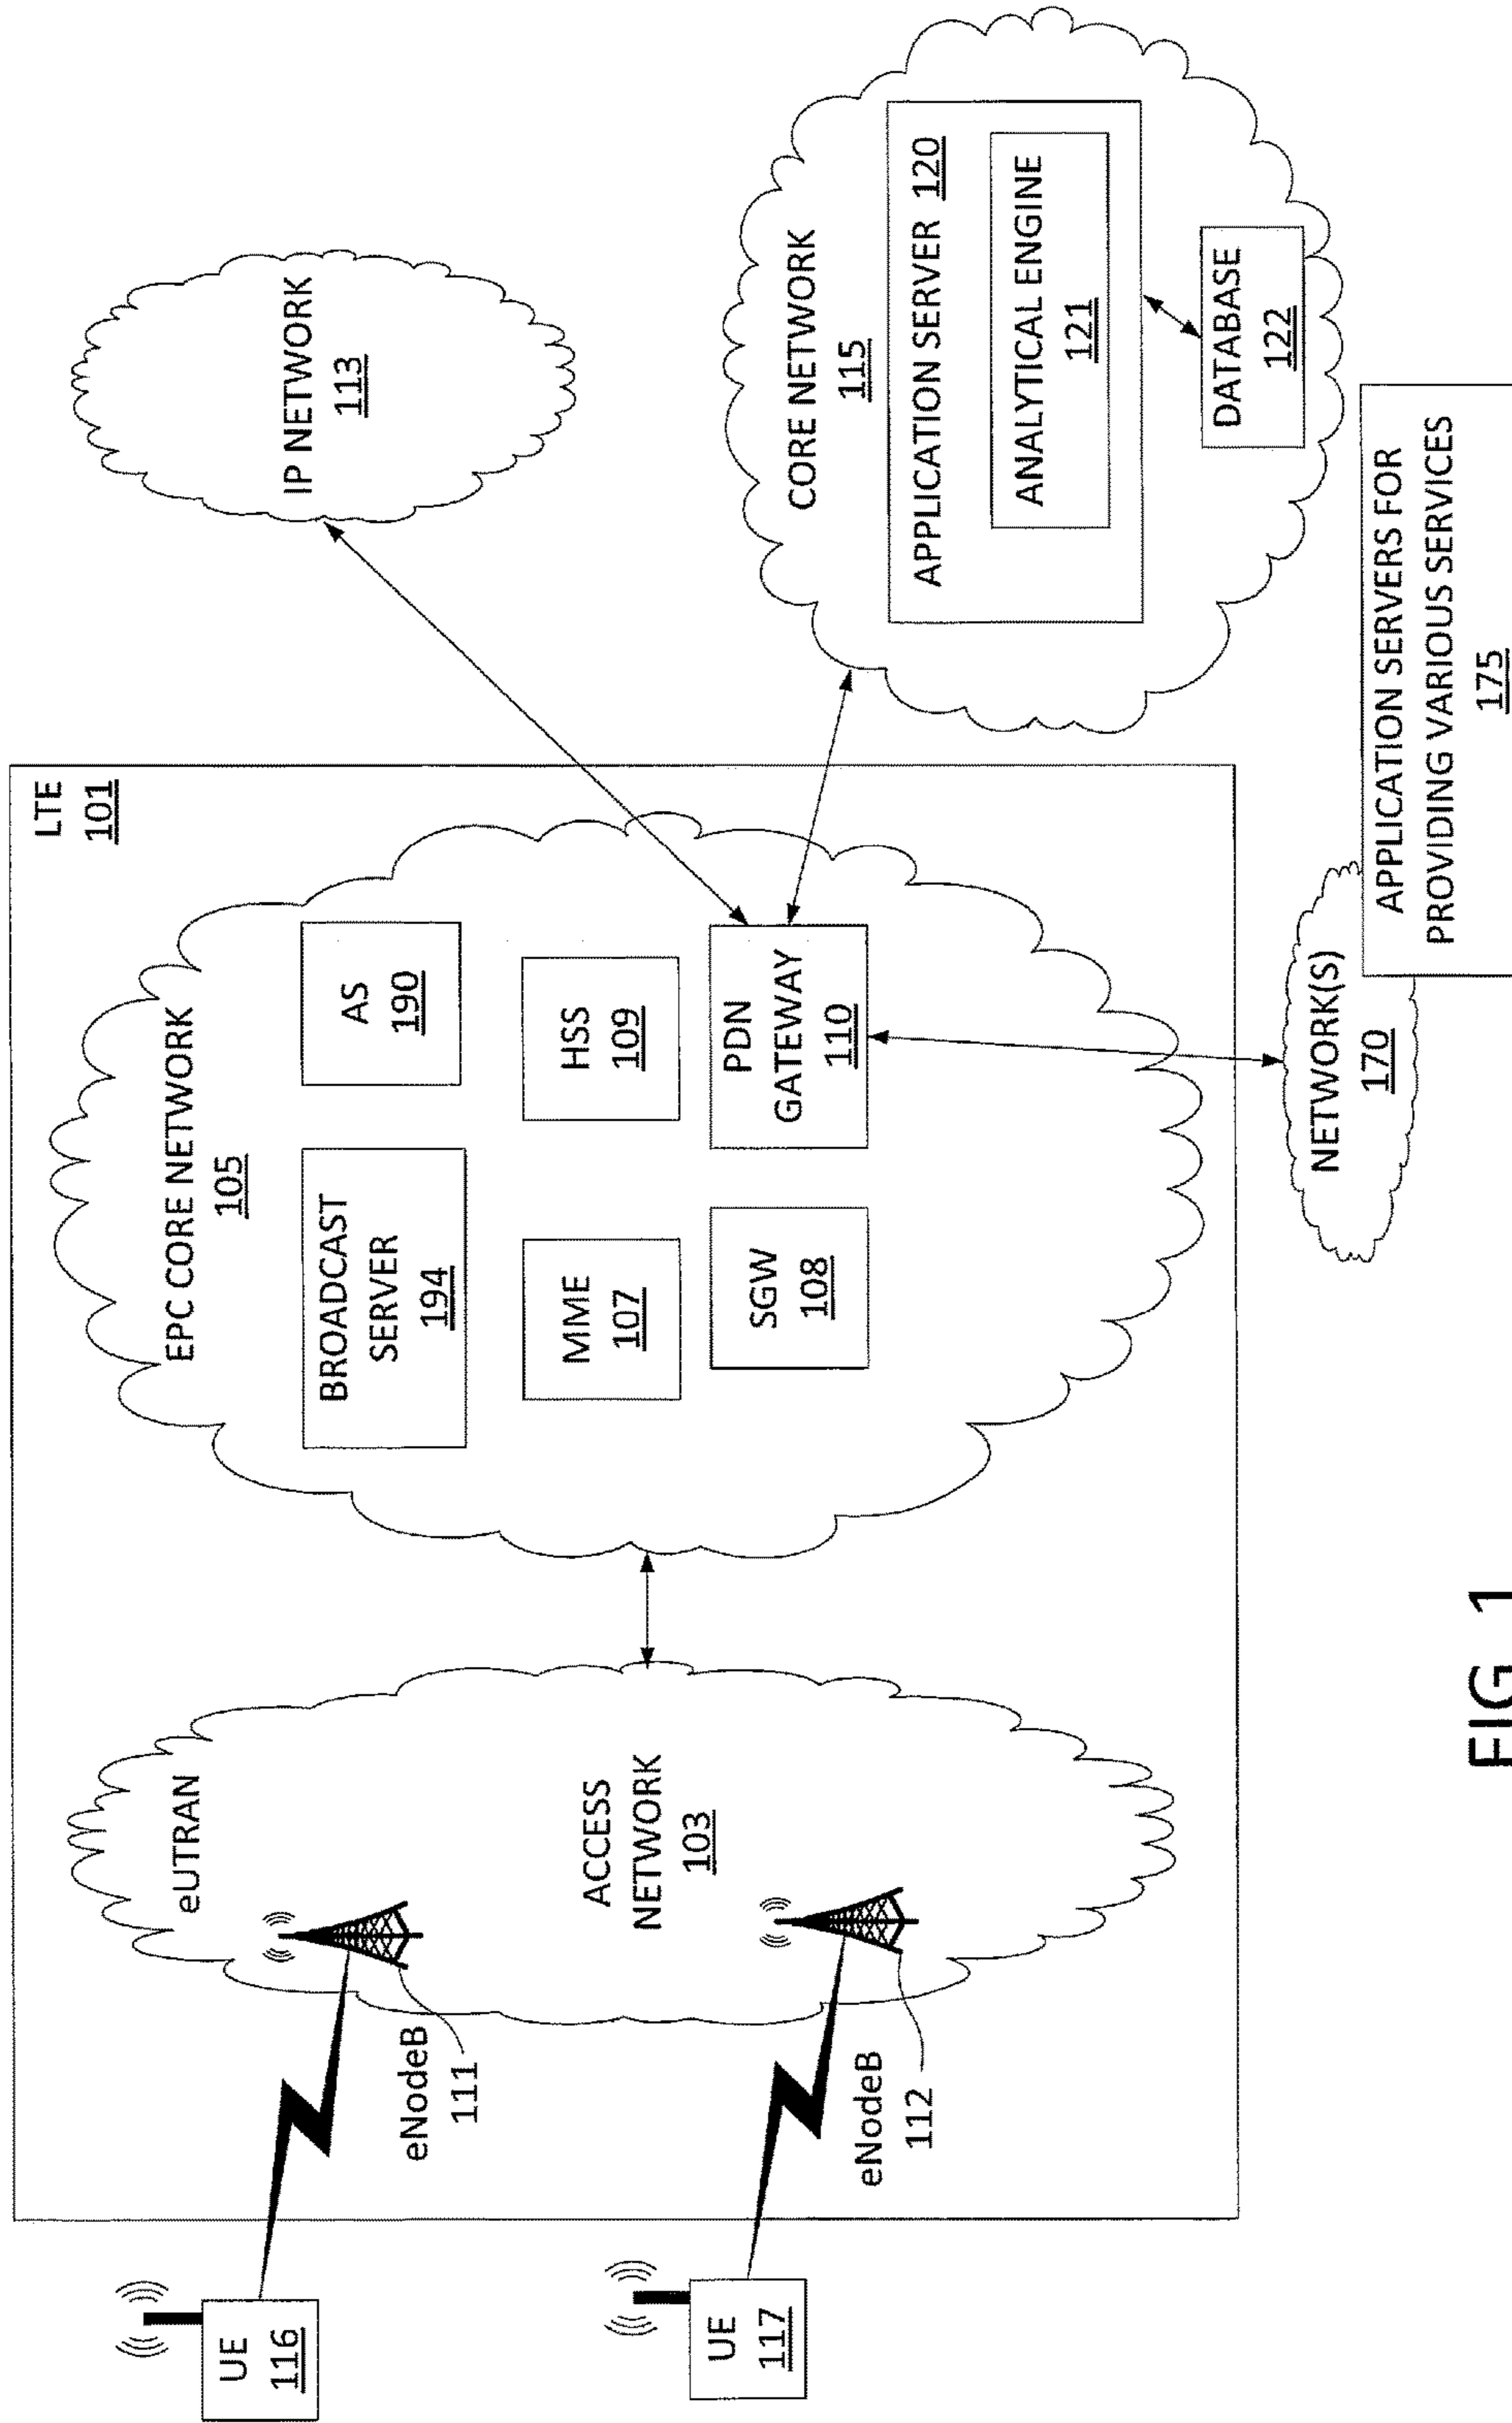 LTE
101
EPC CORE NETWORK
105
BROADCAST
SERVER
194
AS
190
MME
107
HSS
109
SGW
108
PDN
GATEWAY
110
eUTRAN
ACCESS
NETWORK
103
eNodeB
111
eNodeB
112
UE
116
UE
117
IP NETWORK
113
CORE NETWORK
115
APPLICATION SERVER 120
ANALYTICAL ENGINE
121
DATABASE
122
NETWORK(S)
170
APPLICATION SERVERS FOR
PROVIDING VARIOUS SERVICES
175
FIG. 1